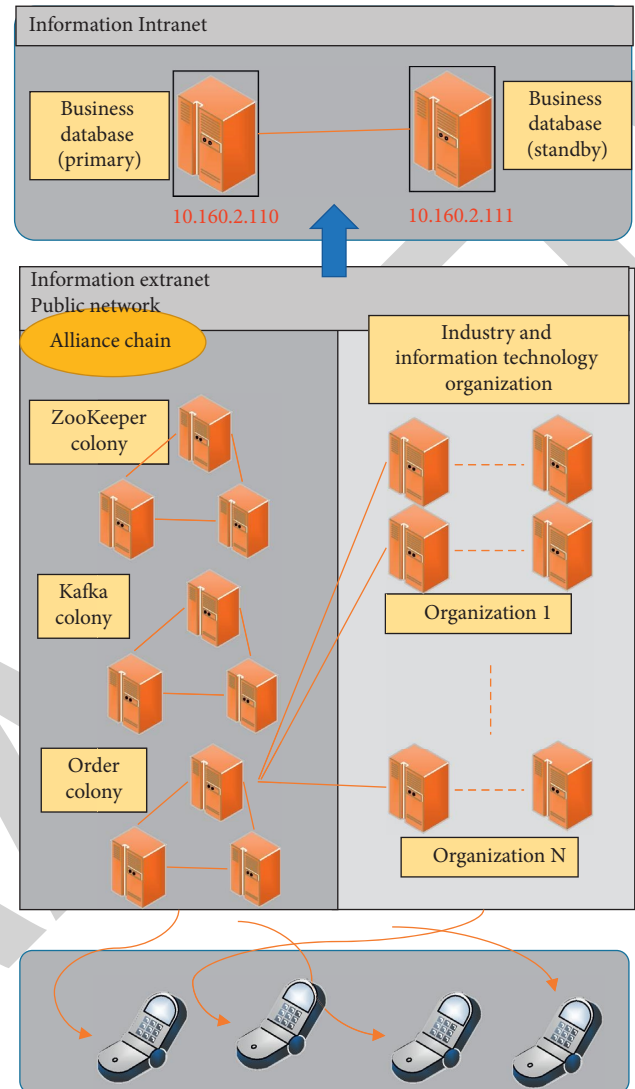 Information Intranet
Business
database
(primary)
Business
database
(standby)
10.160.2.110
10.160.2.111
Information extranet
Public network
Alliance chain
Industry and
information technology
organization
ZooKeeper
colony
Kafka
colony
Organization 1
Order
colony
Organization N